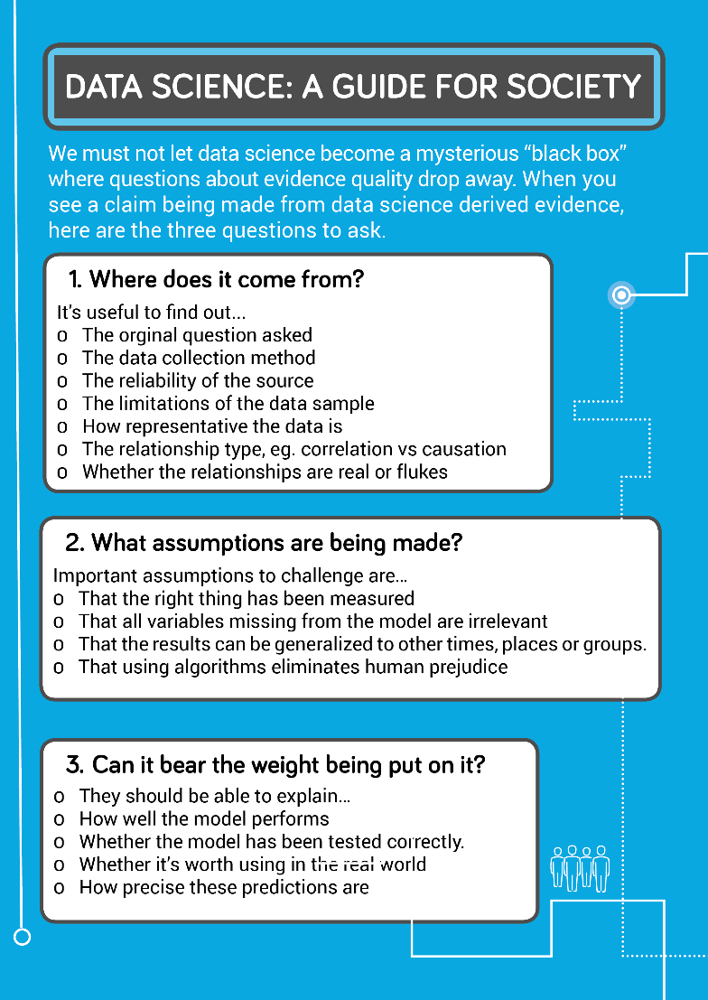 DATA SCIENCE: A GUIDE FOR SOCIETY
We must not let data science become a mysterious “black box”
where questions about evidence quality drop away. When you
see a claim being made from data science derived evidence,
here are the three questions to ask.
1. Where does it come from?
It’s useful to find out...
o The orginal question asked
o The data collection method
o The reliability of the source
o The limitations of the data sample
o How representative the data is
o The relationship type, eg. correlation vs causation
o Whether the relationships are real or flukes
2. What assumptions are being made?
Important assumptions to challenge are...
o That the right thing has been measured
o That all variables missing from the model are irrelevant
o That the results can be generalized to other times, places or groups.
o That using algorithms eliminates human prejudice
3. Can it bear the weight being put on it?
o They should be able to explain...
o How well the model performs
o Whether the model has been tested correctly.
o Whether it’s worth using in the real world
o How precise these predictions are